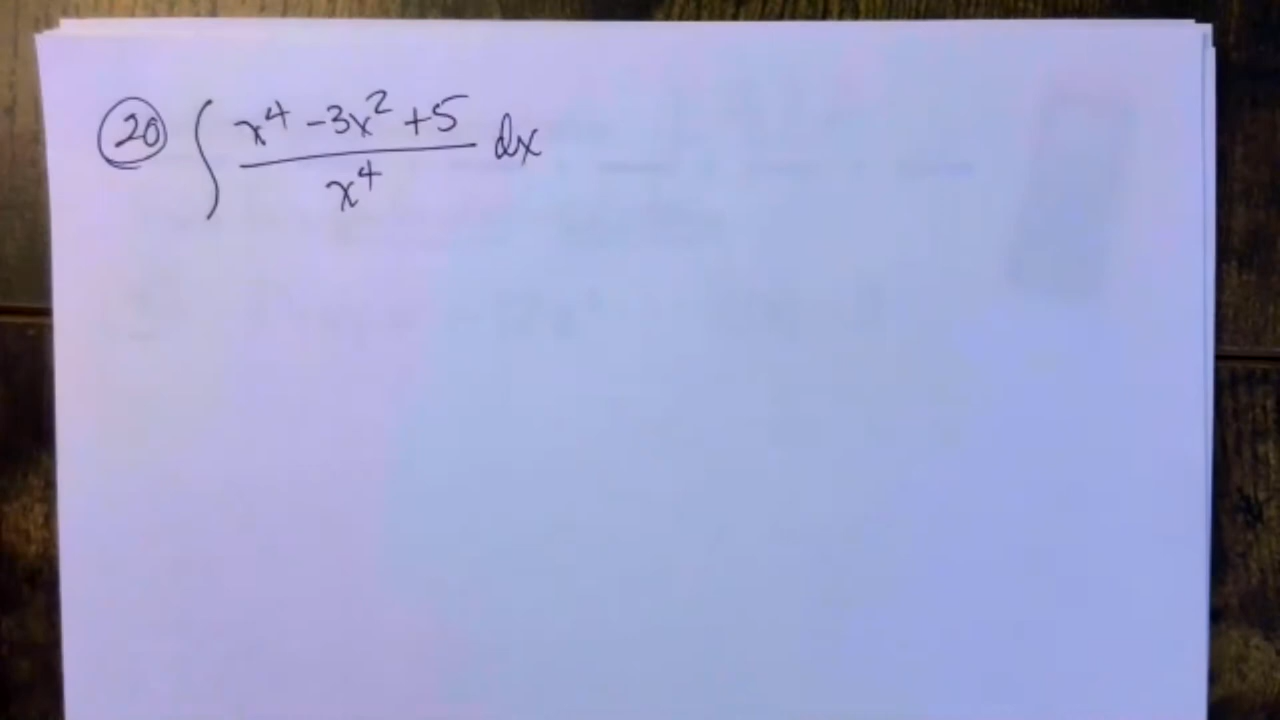 20 ∫ (x⁴ - 3x² + 5)/x⁴ dx